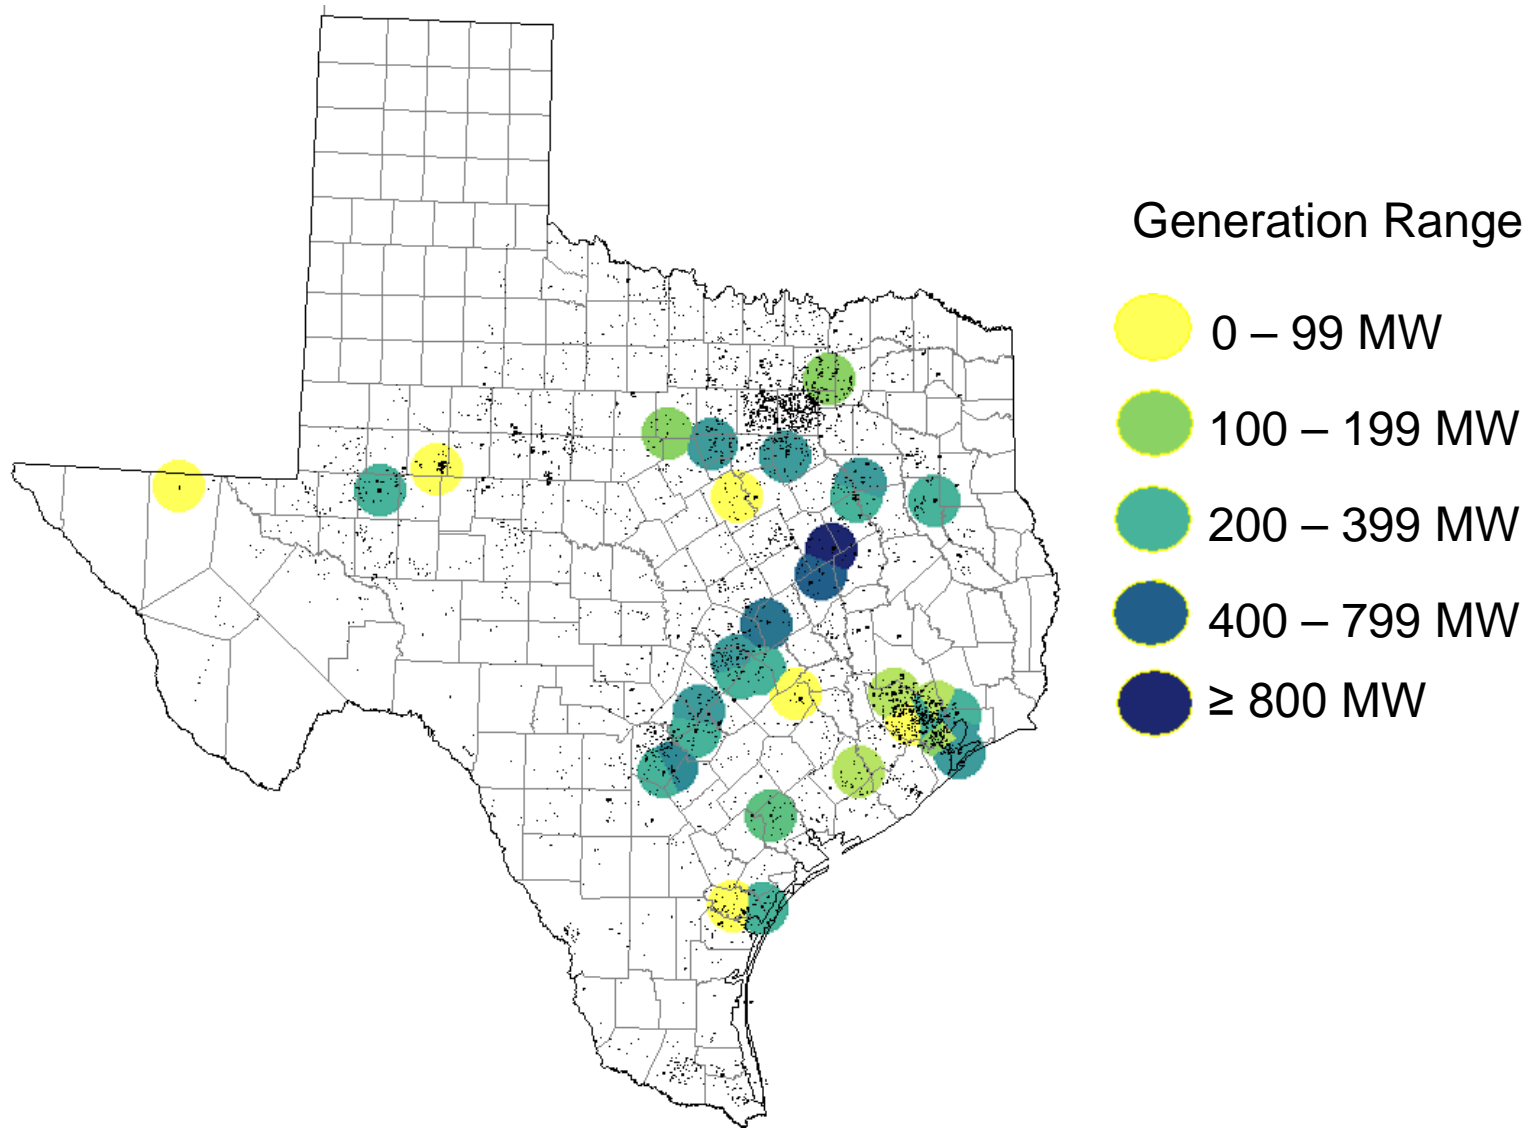 Generation Range
0 – 99 MW
100 – 199 MW
200 – 399 MW
400 – 799 MW
≥ 800 MW